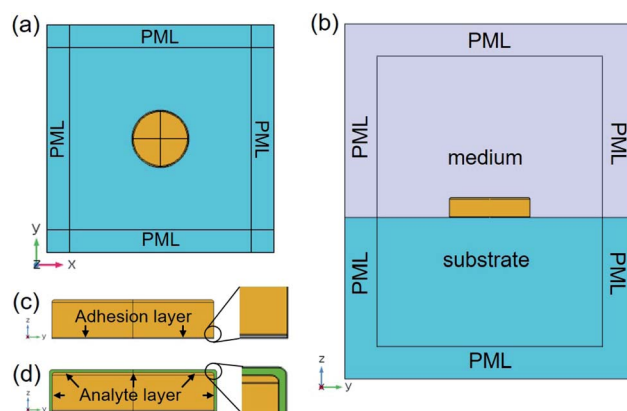 (a)
PML
PML
PML
PML
y
z
x
(b)
PML
PML
PML
medium
substrate
PML
PML
PML
z
x
y
(c)
Adhesion layer
z
x
y
(d)
Analyte layer
z
x
y